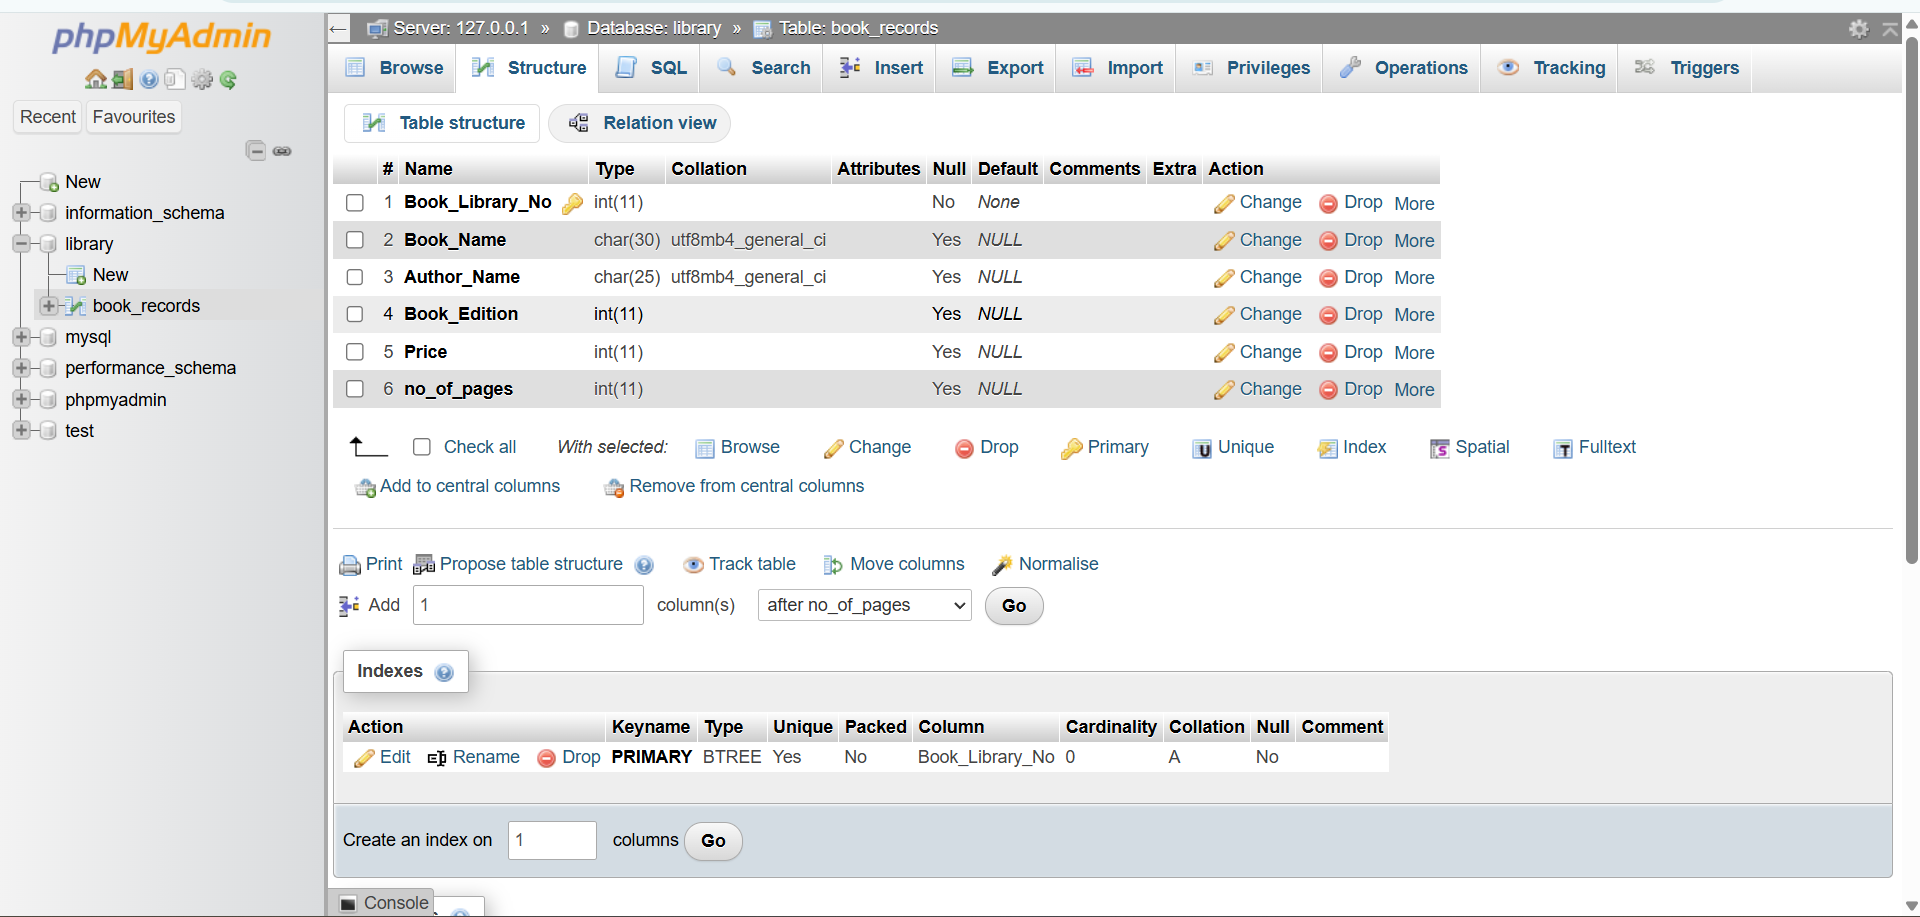 phpMyAdmin
Recent Favourites
New
information_schema
library
New
book_records
mysql
performance_schema
phpmyadmin
test
Server: 127.0.0.1 » Database: library » Table: book_records
Browse Structure SQL Search Insert Export Import Privileges Operations Tracking Triggers
Table structure Relation view
# Name Type Collation Attributes Null Default Comments Extra Action
1 Book_Library_No int(11) No None Change Drop More
2 Book_Name char(30) utf8mb4_general_ci Yes NULL Change Drop More
3 Author_Name char(25) utf8mb4_general_ci Yes NULL Change Drop More
4 Book_Edition int(11) Yes NULL Change Drop More
5 Price int(11) Yes NULL Change Drop More
6 no_of_pages int(11) Yes NULL Change Drop More
Check all With selected: Browse Change Drop Primary Unique Index Spatial Fulltext
Add to central columns Remove from central columns
Print Propose table structure Track table Move columns Normalise
Add 1 column(s) after no_of_pages Go
Indexes
Action Keyname Type Unique Packed Column Cardinality Collation Null Comment
Edit Rename Drop PRIMARY BTREE Yes No Book_Library_No 0 A No
Create an index on 1 columns Go
Console